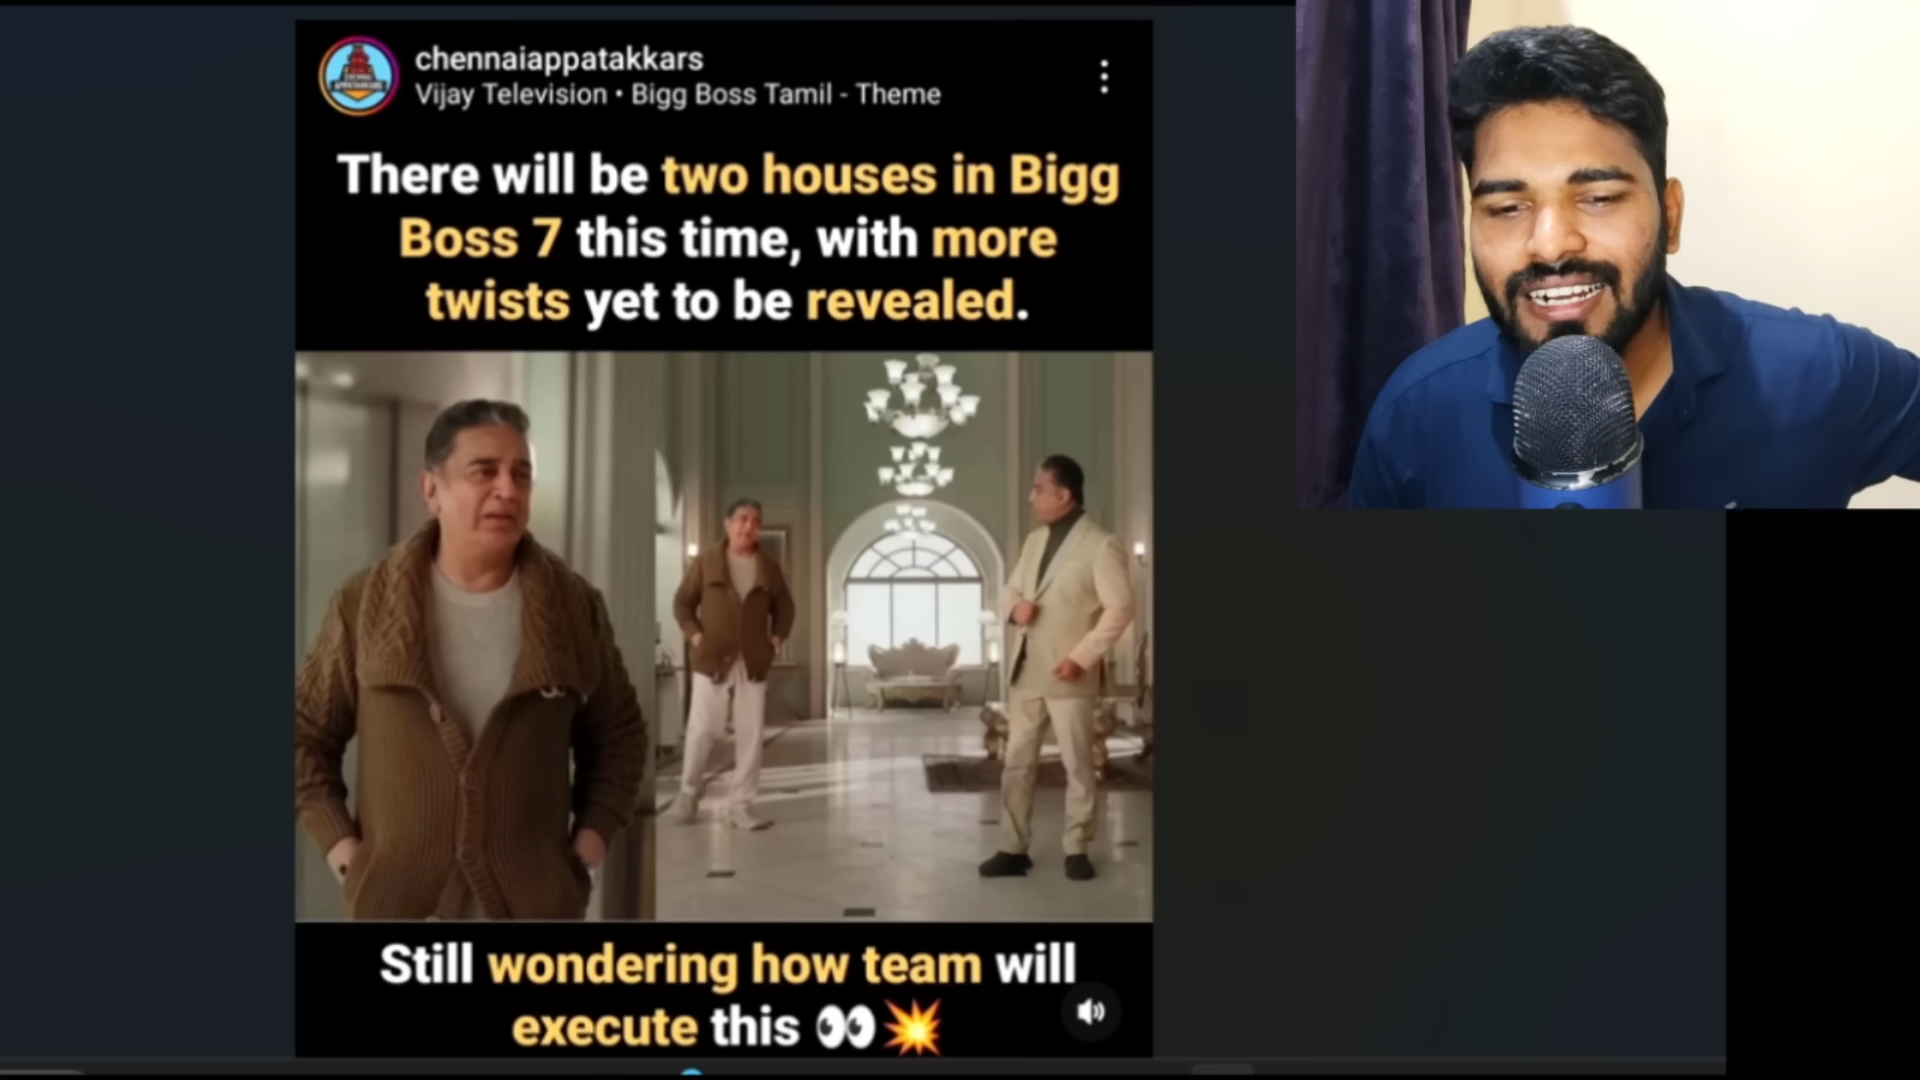 chennaiappatakkars
Vijay Television • Bigg Boss Tamil - Theme
There will be two houses in Bigg
Boss 7 this time, with more
twists yet to be revealed.
Still wondering how team will
execute this 👀💥